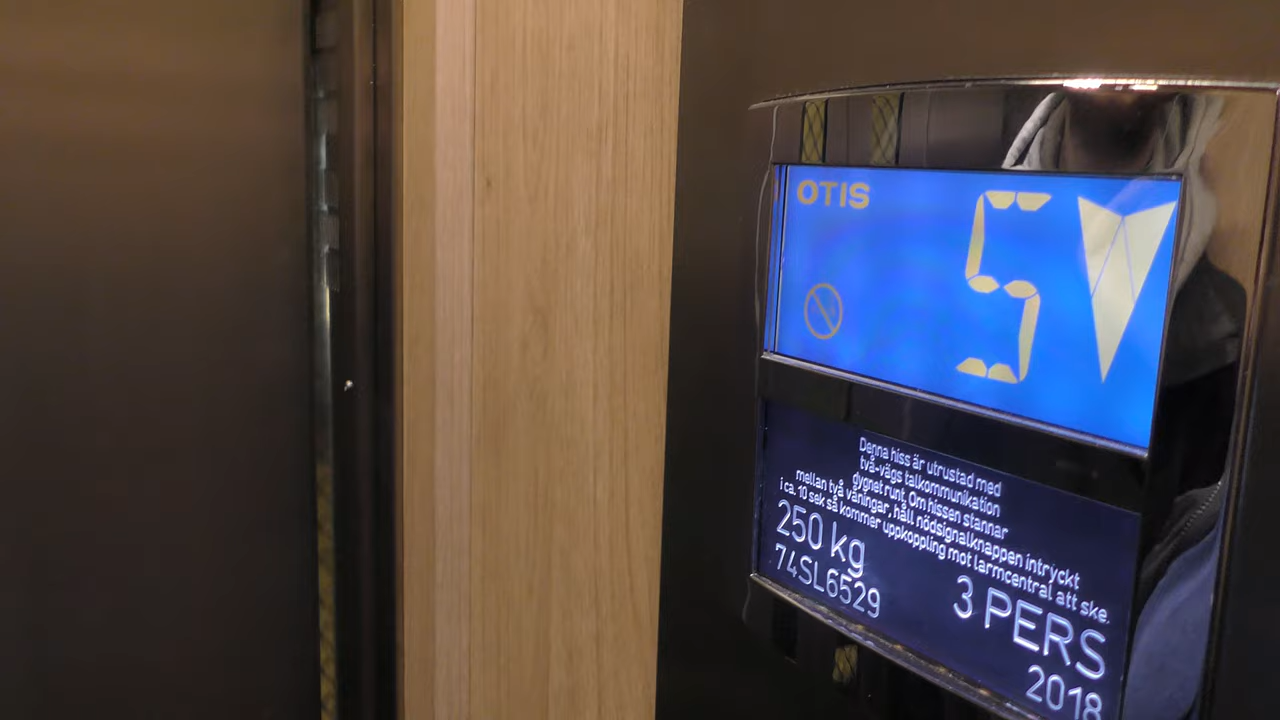 OTIS
5
Denna hiss är utrustad med
två-vägs talkommunikation
dygnet runt. Om hissen stannar
mellan två våningar, håll nödsignalknappen intryckt
i ca. 10 sek så kommer uppkoppling mot larmcentral att ske.
250 kg
3 PERS
74SL6529
2018